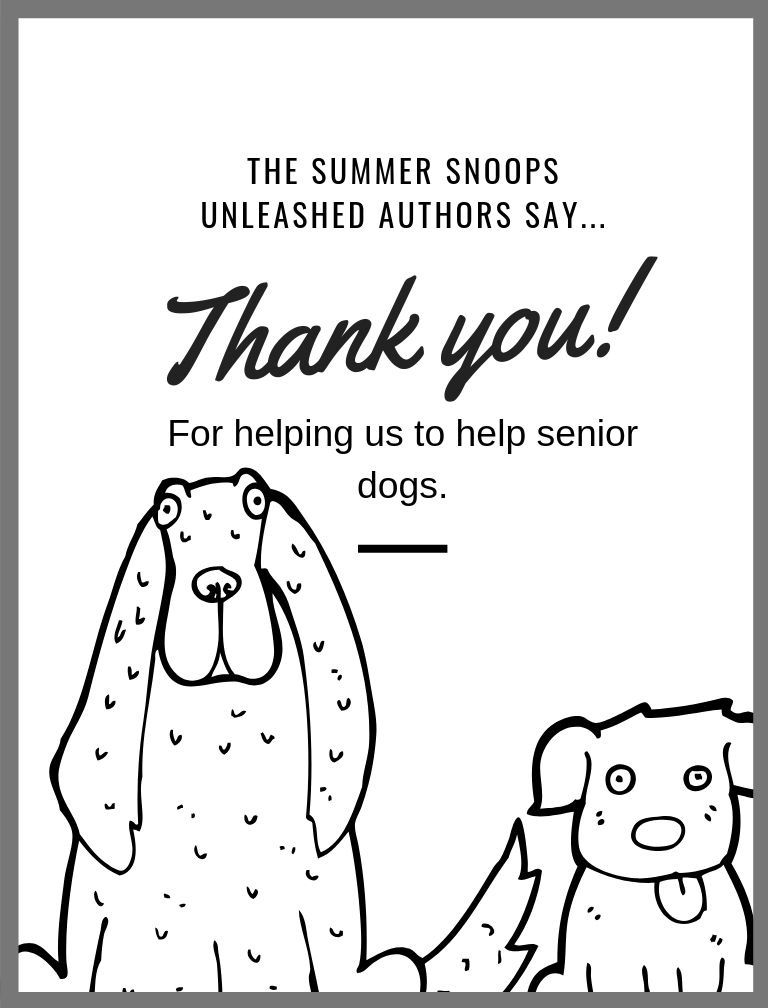 THE SUMMER SNOOPS
UNLEASHED AUTHORS SAY...
Thank you!
For helping us to help senior
dogs.